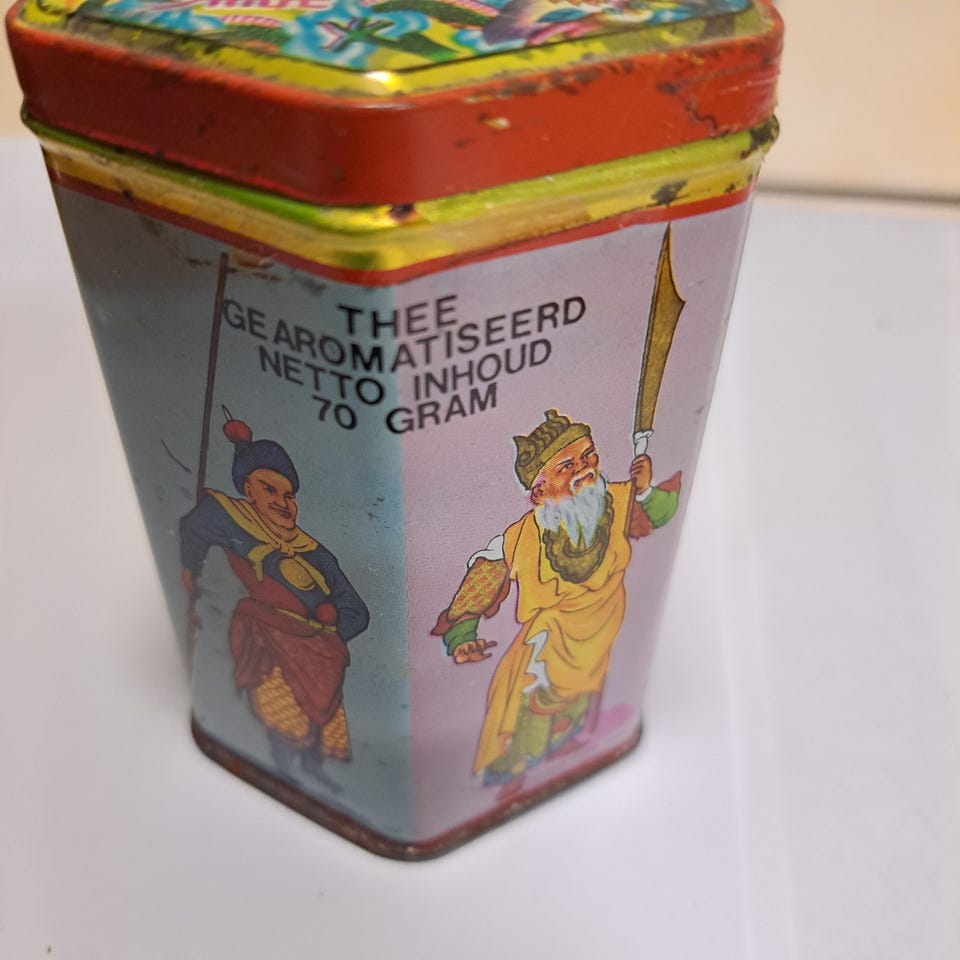 THEE
GEAROMATISEERD
NETTO INHOUD
70 GRAM